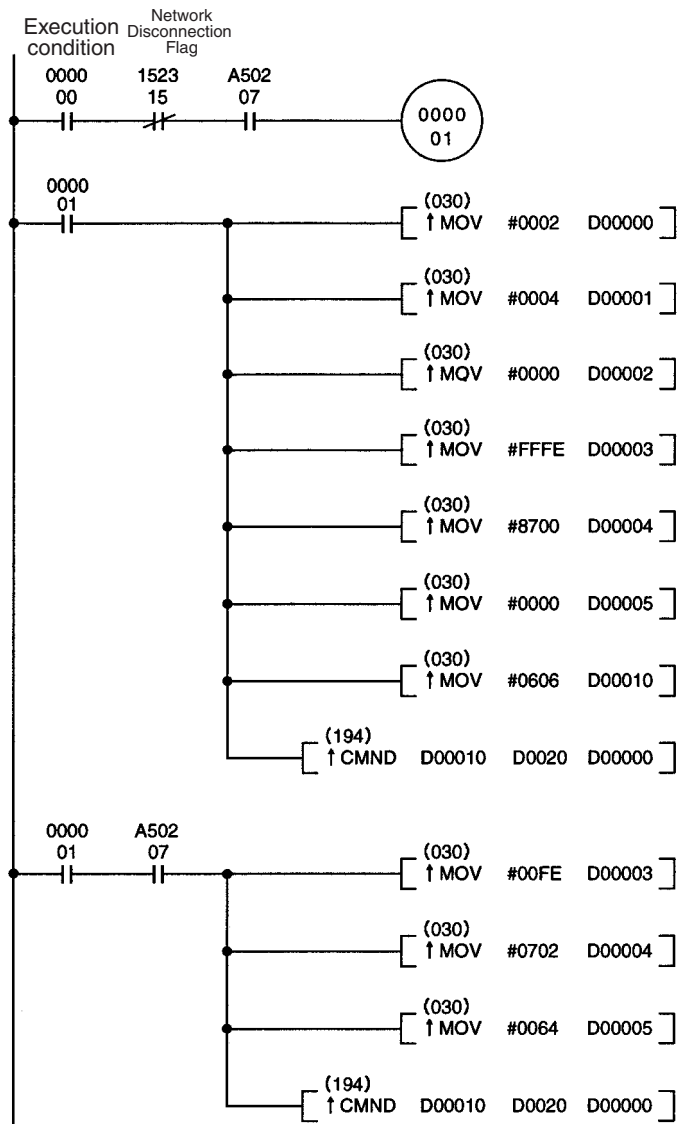 Execution condition
Network Disconnection Flag
0000 00
1523 15
A502 07
0000 01
0000 01
(030)
↑ MOV #0002 D00000
(030)
↑ MOV #0004 D00001
(030)
↑ MOV #0000 D00002
(030)
↑ MOV #FFFE D00003
(030)
↑ MOV #8700 D00004
(030)
↑ MOV #0000 D00005
(030)
↑ MOV #0606 D00010
(194)
↑ CMND D00010 D0020 D00000
0000 01
A502 07
(030)
↑ MOV #00FE D00003
(030)
↑ MOV #0702 D00004
(030)
↑ MOV #0064 D00005
(194)
↑ CMND D00010 D0020 D00000